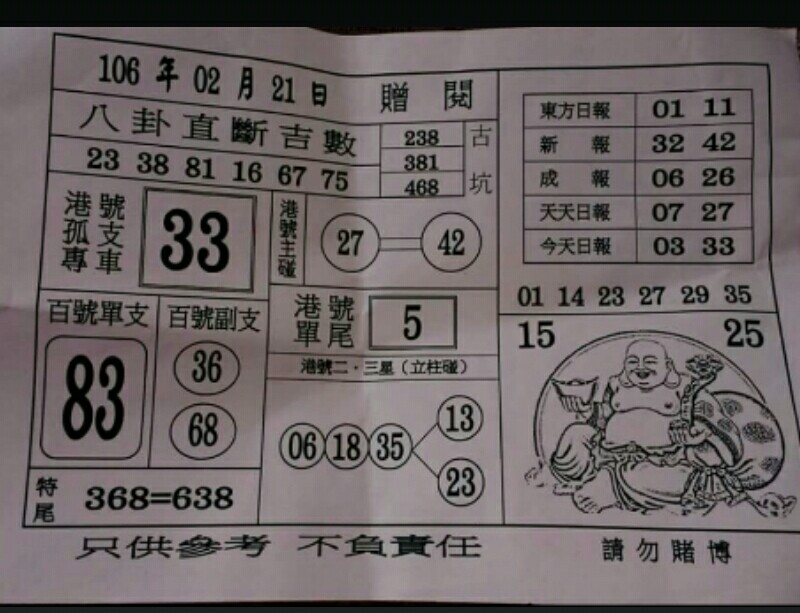 106 年 02 月 21 日 贈 閱
八卦直斷吉數
23 38 81 16 67 75
238
381
468
古坑
港號
孤支
專車
33
港號主碰
27 42
百號單支
83
百號副支
36
68
港號
單尾
5
港號二·三星(立柱碰)
06 18 35
13
23
特尾
368=638
東方日報 01 11
新報 32 42
成報 06 26
天天日報 07 27
今天日報 03 33
01 14 23 27 29 35
15 25
只供參考 不負責任
請勿賭博